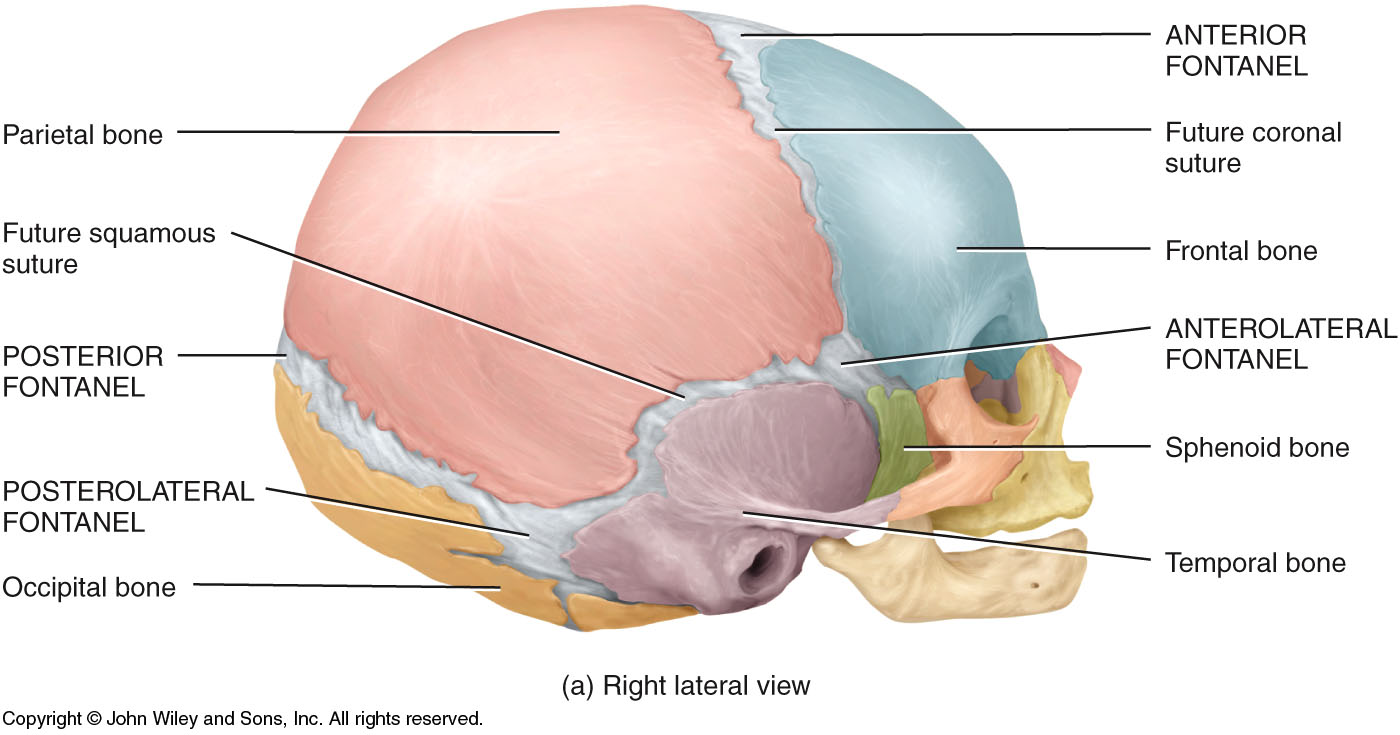 Parietal bone
Future squamous
suture
POSTERIOR
FONTANEL
POSTEROLATERAL
FONTANEL
Occipital bone
ANTERIOR
FONTANEL
Future coronal
suture
Frontal bone
ANTEROLATERAL
FONTANEL
Sphenoid bone
Temporal bone
(a) Right lateral view
Copyright © John Wiley and Sons, Inc. All rights reserved.